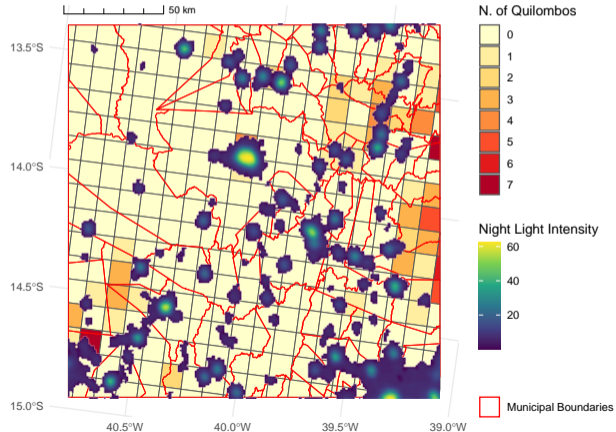 50 km
13.5°S
14.0°S
14.5°S
15.0°S
40.5°W
40.0°W
39.5°W
39.0°W
N. of Quilombos
0
1
2
3
4
5
6
7
Night Light Intensity
60
40
20
Municipal Boundaries